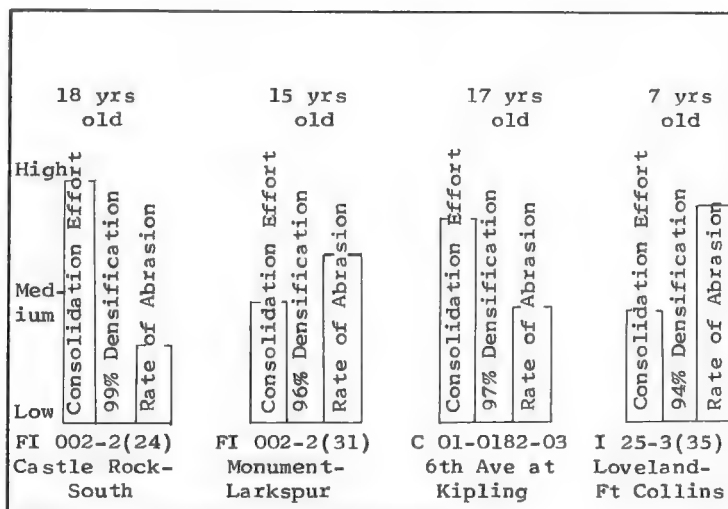 18 yrs old
15 yrs old
17 yrs old
7 yrs old
High
Med-
ium
Low
Consolidation Effort
99% Densification
Rate of Abrasion
Consolidation Effort
96% Densification
Rate of Abrasion
Consolidation Effort
97% Densification
Rate of Abrasion
Consolidation Effort
94% Densification
Rate of Abrasion
FI 002-2(24)
Castle Rock-
South
FI 002-2(31)
Monument-
Larkspur
C 01-0182-03
6th Ave at
Kipling
I 25-3(35)
Loveland-
Ft Collins